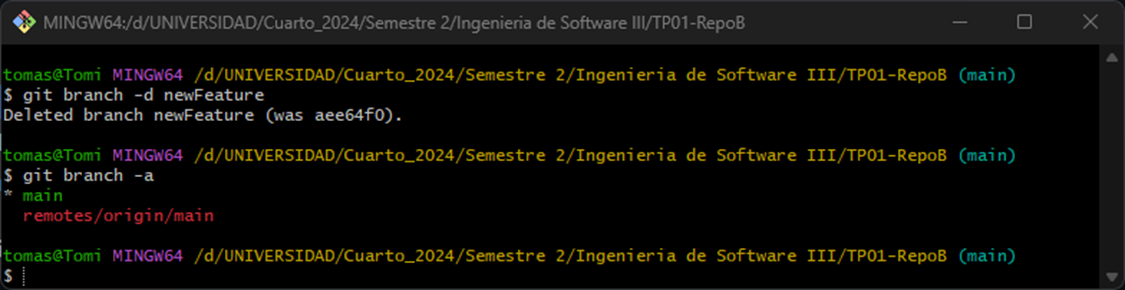 MINGW64:/d/UNIVERSIDAD/Cuarto_2024/Semestre 2/Ingenieria de Software III/TP01-RepoB
tomas@Tomi MINGW64 /d/UNIVERSIDAD/Cuarto_2024/Semestre 2/Ingenieria de Software III/TP01-RepoB (main)
$ git branch -d newFeature
Deleted branch newFeature (was aee64f0).
tomas@Tomi MINGW64 /d/UNIVERSIDAD/Cuarto_2024/Semestre 2/Ingenieria de Software III/TP01-RepoB (main)
$ git branch -a
* main
  remotes/origin/main
tomas@Tomi MINGW64 /d/UNIVERSIDAD/Cuarto_2024/Semestre 2/Ingenieria de Software III/TP01-RepoB (main)
$